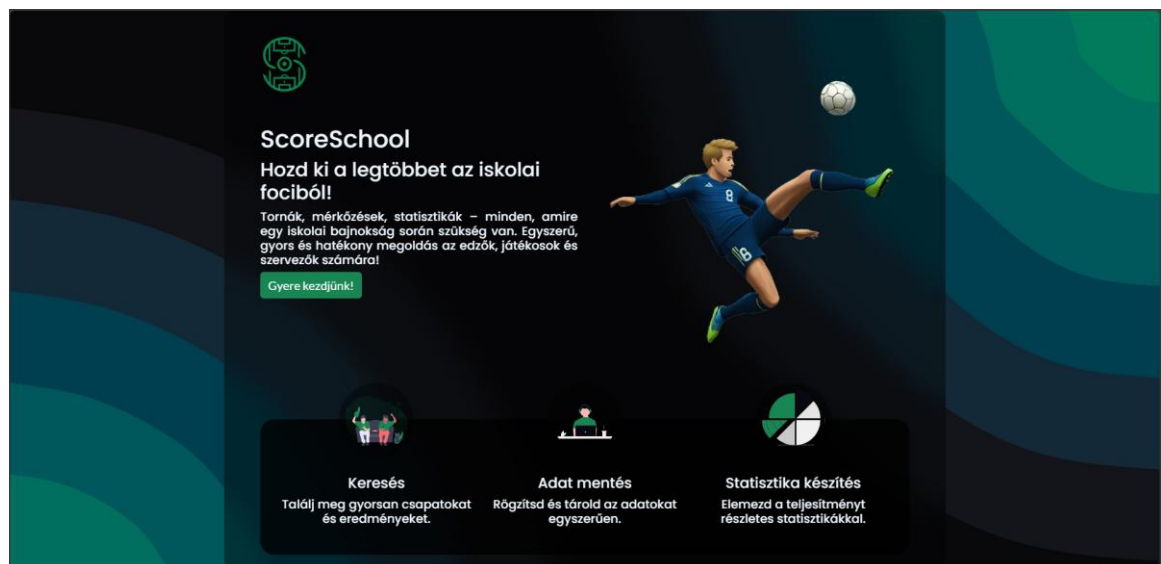 ScoreSchool
Hozd ki a legtöbbet az iskolai
fociból!
Tornák, mérkőzések, statisztikák – minden, amire
egy iskolai bajnokság során szükség van. Egyszerű,
gyors és hatékony megoldás az edzők, játékosok és
szervezők számára!
Gyere kezdjünk!
8
8
Keresés
Találj meg gyorsan csapatokat
és eredményeket.
Adat mentés
Rögzítsd és tárold az adatokat
egyszerűen.
Statisztika készítés
Elemezd a teljesítményt
részletes statisztikákkal.